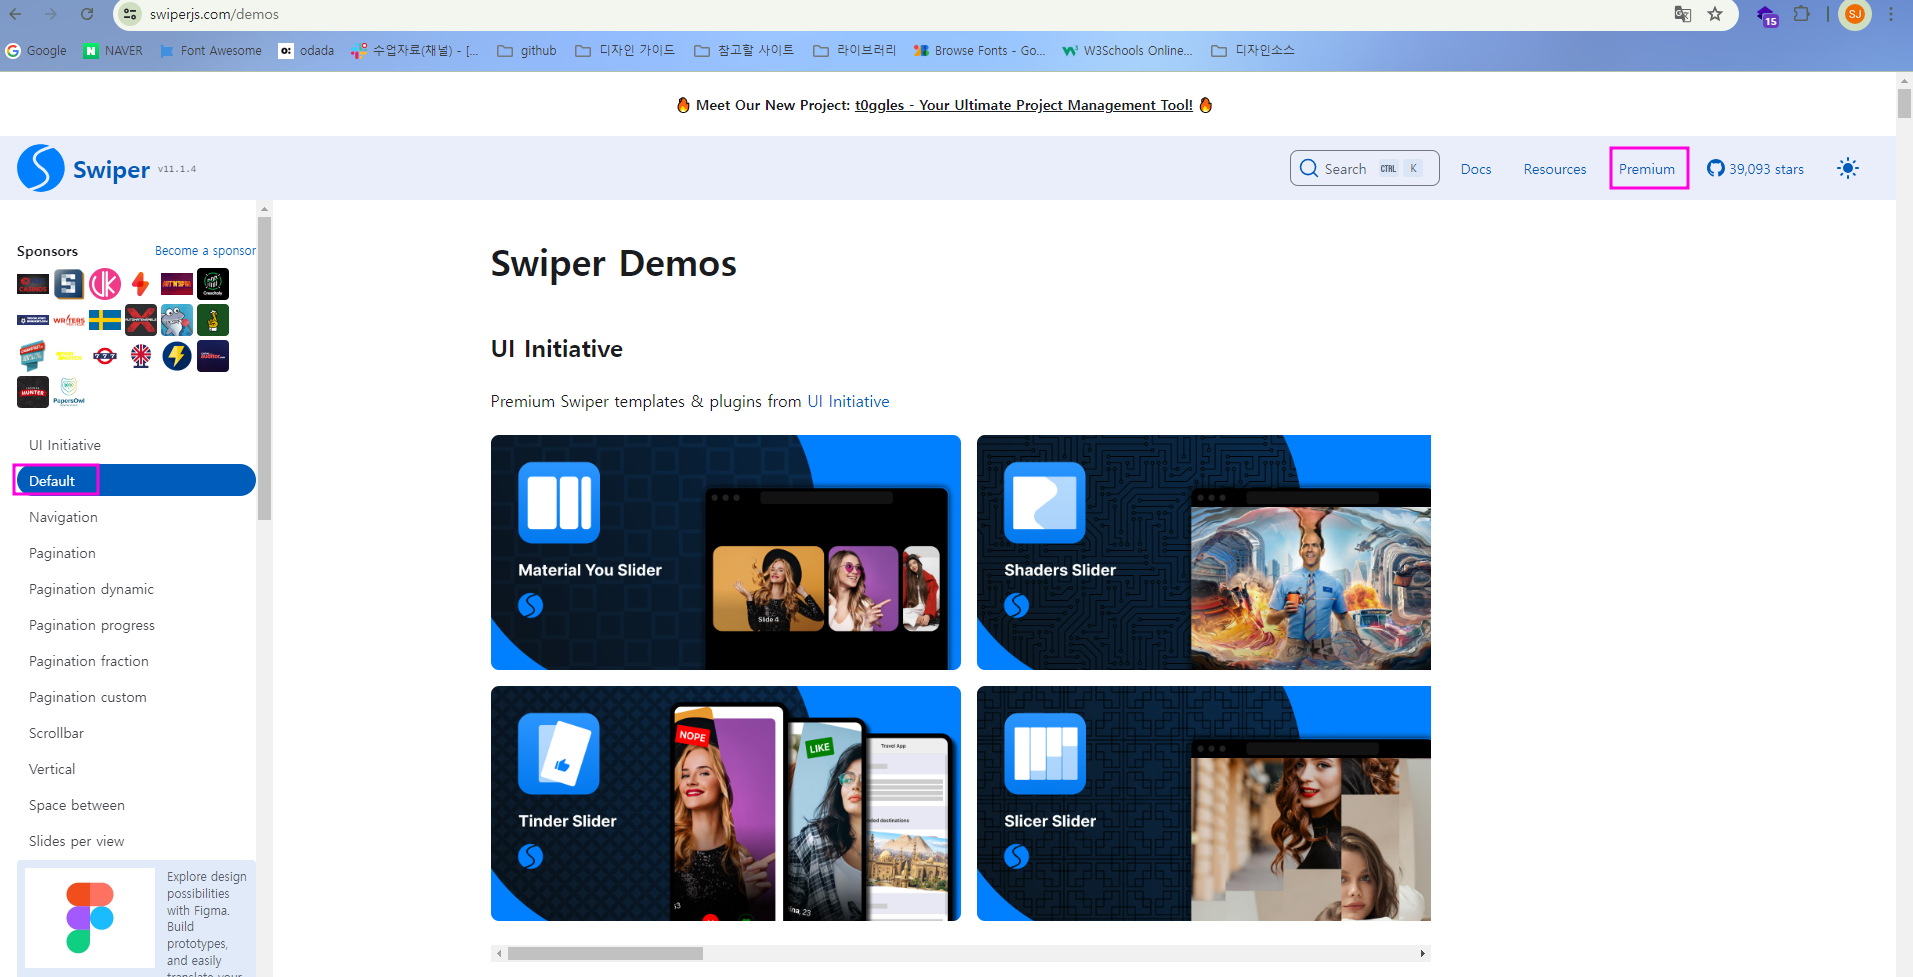 swiperjs.com/demos
15
SJ
Google
NAVER
Font Awesome
odada
수업자료(채널) - [...
github
디자인 가이드
참고할 사이트
라이브러리
Browse Fonts - Go...
W3Schools Online...
디자인소스
Meet Our New Project: t0ggles - Your Ultimate Project Management Tool!
Swiper v11.1.4
Search CTRL K
Docs
Resources
Premium
39,093 stars
Sponsors
Become a sponsor
UI Initiative
Default
Navigation
Pagination
Pagination dynamic
Pagination progress
Pagination fraction
Pagination custom
Scrollbar
Vertical
Space between
Slides per view
Explore design
possibilities
with Figma.
Build
prototypes,
and easily
translate your
Swiper Demos
UI Initiative
Premium Swiper templates & plugins from UI Initiative
Material You Slider
Slide 4
Shaders Slider
Tinder Slider
NOPE
LIKE
Travel App
Slicer Slider